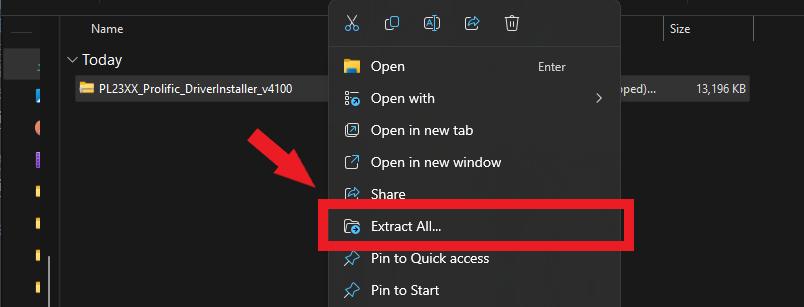 Name
Size
Today
PL23XX_Prolific_DriverInstaller_v4100
pped)...
13,196 KB
Open
Enter
Open with
Open in new tab
Open in new window
Share
Extract All...
Pin to Quick access
Pin to Start